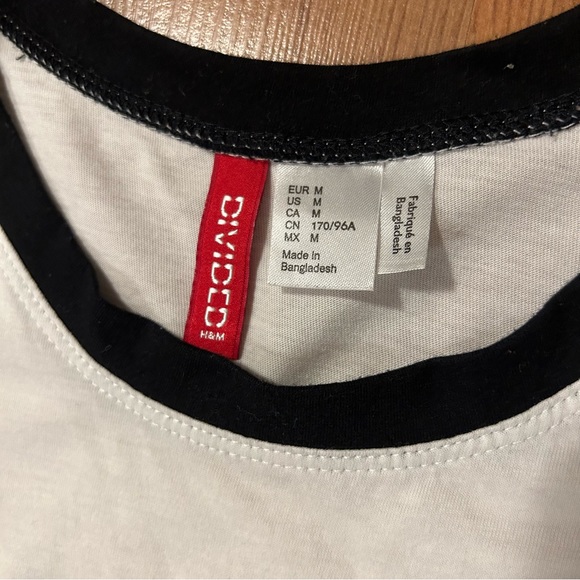 DIVIDED
H&M
EUR M
US M
CA M
CN 170/96A
MX M
Made in
Bangladesh
Fabriqué en
Bangladesh